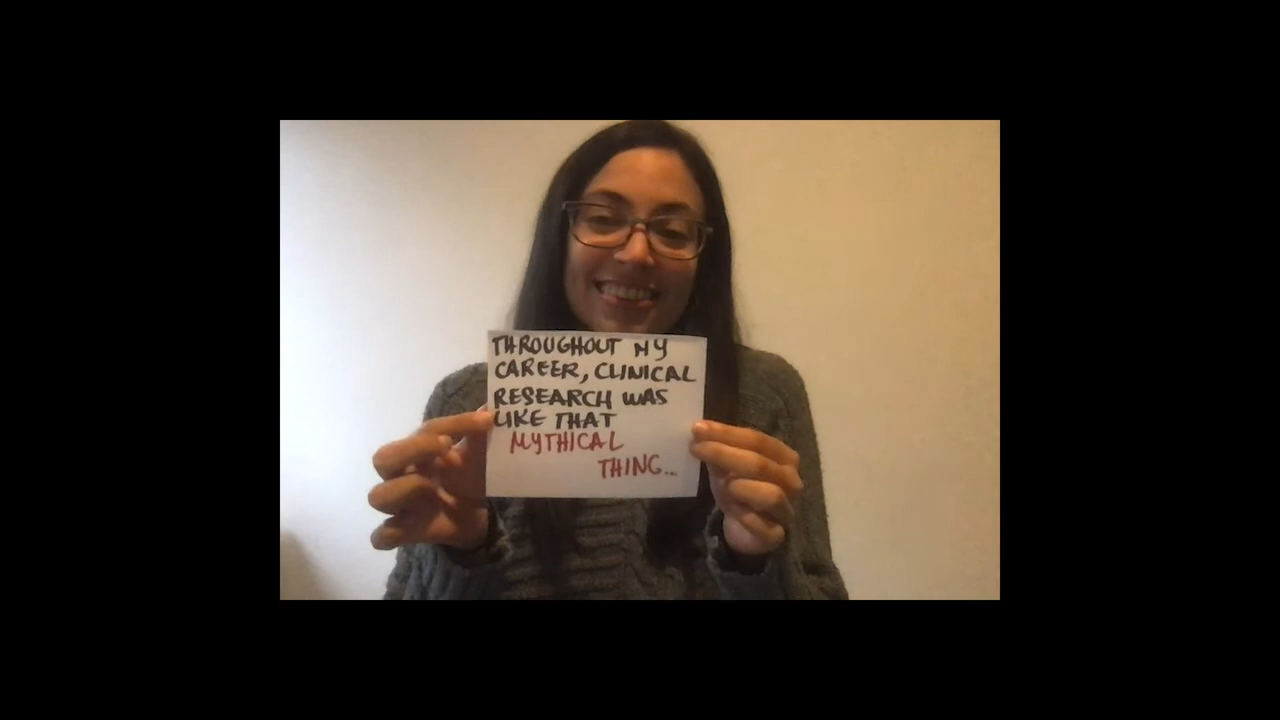 THROUGHOUT MY
CAREER, CLINICAL
RESEARCH WAS
LIKE THAT
MYTHICAL
THING...